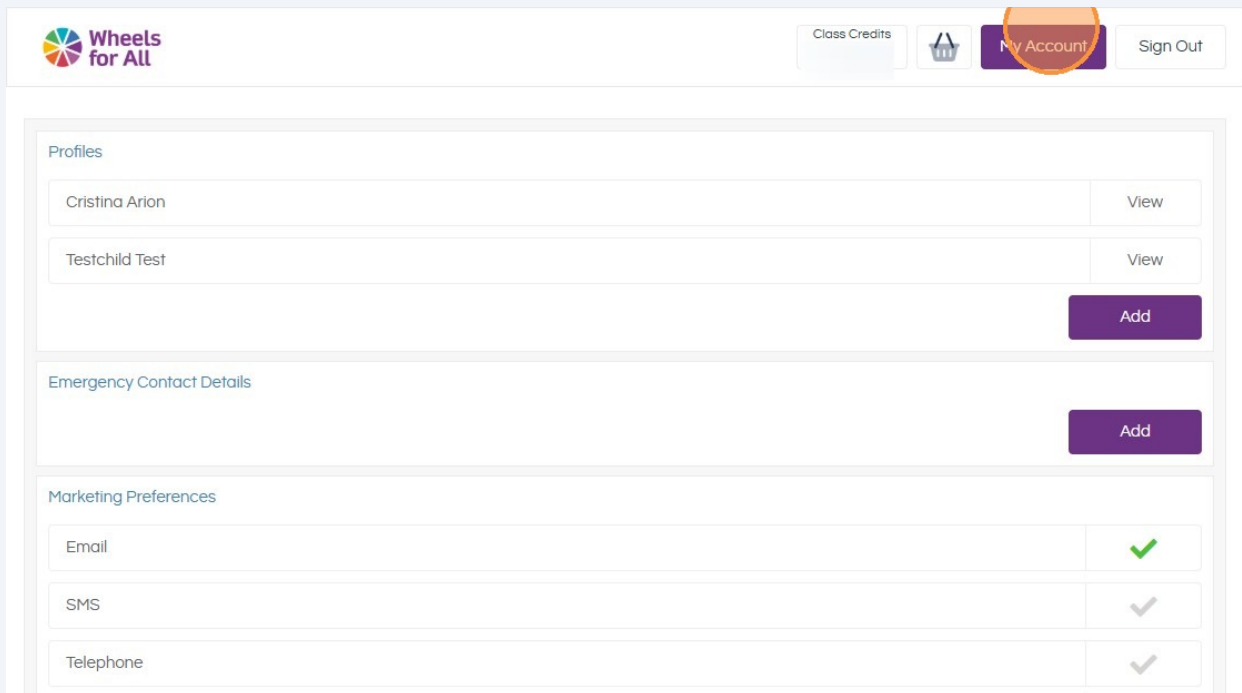 Wheels
for All
Class Credits
My Account
Sign Out
Profiles
Cristina Arion
View
Testchild Test
View
Add
Emergency Contact Details
Add
Marketing Preferences
Email
SMS
Telephone